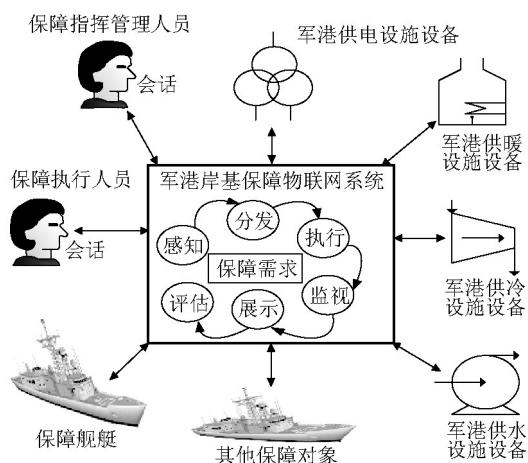 保障指挥管理人员
会话
军港供电设施设备
军港供暖
设施设备
保障执行人员
会话
军港岸基保障物联网系统
感知
分发
执行
保障需求
评估
展示
监视
军港供冷
设施设备
保障舰艇
其他保障对象
军港供水
设施设备